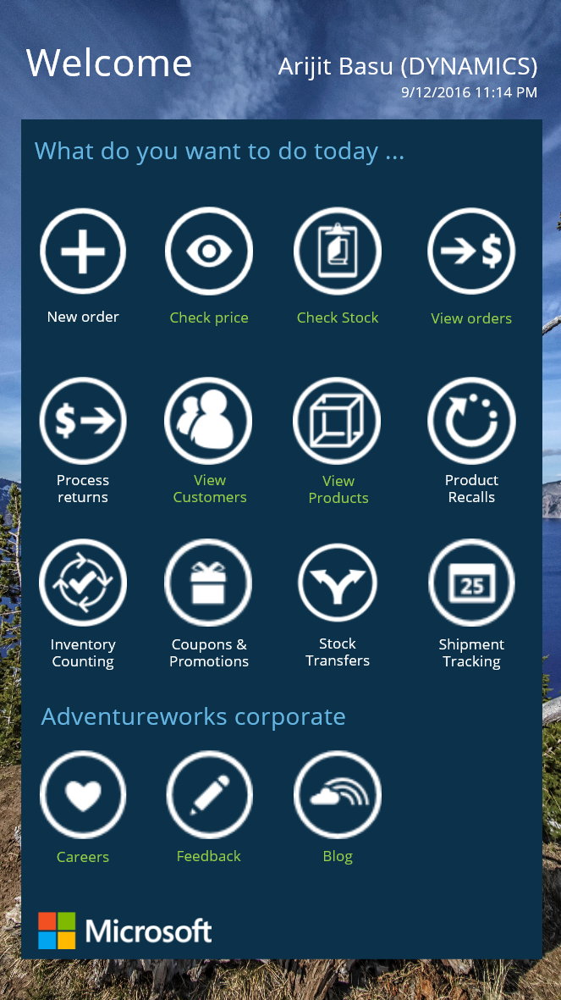 Welcome
Arijit Basu (DYNAMICS)
9/12/2016 11:14 PM
What do you want to do today ...
New order
Check price
Check Stock
View orders
Process
returns
View
Customers
View
Products
Product
Recalls
25
Inventory
Counting
Coupons &
Promotions
Stock
Transfers
Shipment
Tracking
Adventureworks corporate
Careers
Feedback
Blog
Microsoft